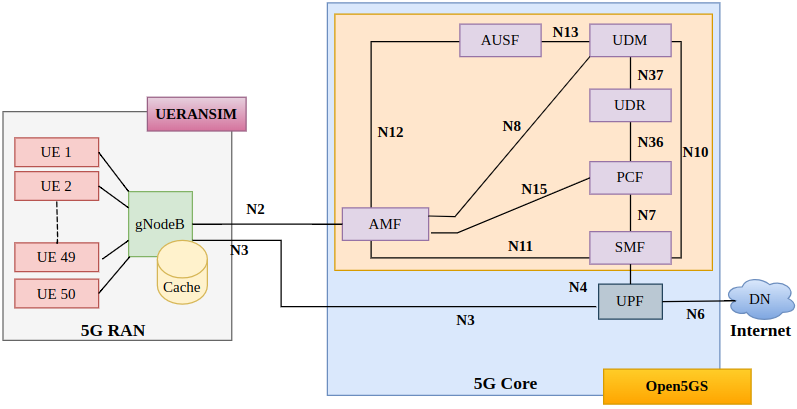 AUSF
N13
UDM
N37
UERANSIM
UDR
N12
N8
N36
N10
UE 1
UE 2
PCF
N15
N2
gNodeB
AMF
N7
N11
SMF
N3
UE 49
Cache
UE 50
N4
UPF
N6
DN
N3
5G RAN
Internet
5G Core
Open5GS